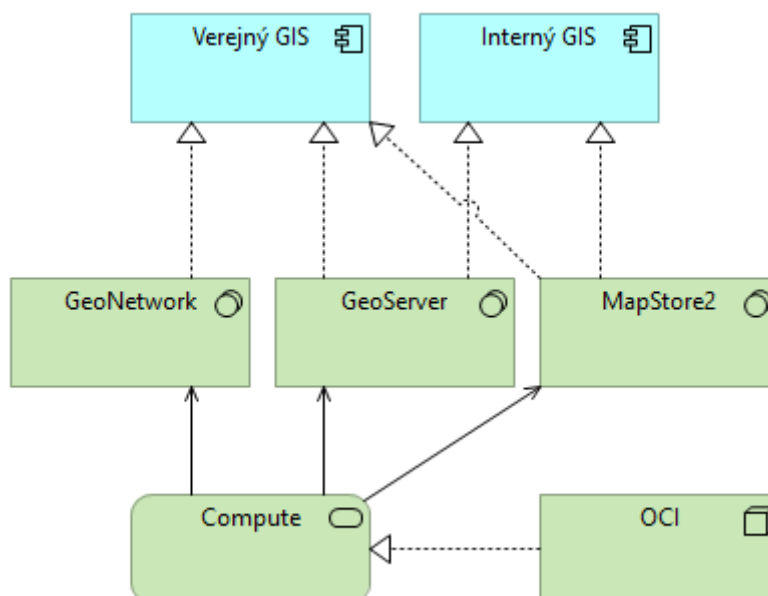 Verejný GIS
Interný GIS
GeoNetwork
GeoServer
MapStore2
Compute
OCI